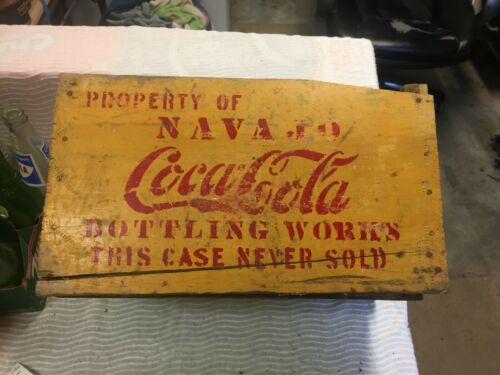 PROPERTY OF
NAVAJO
Coca-Cola
BOTTLING WORKS
THIS CASE NEVER SOLD